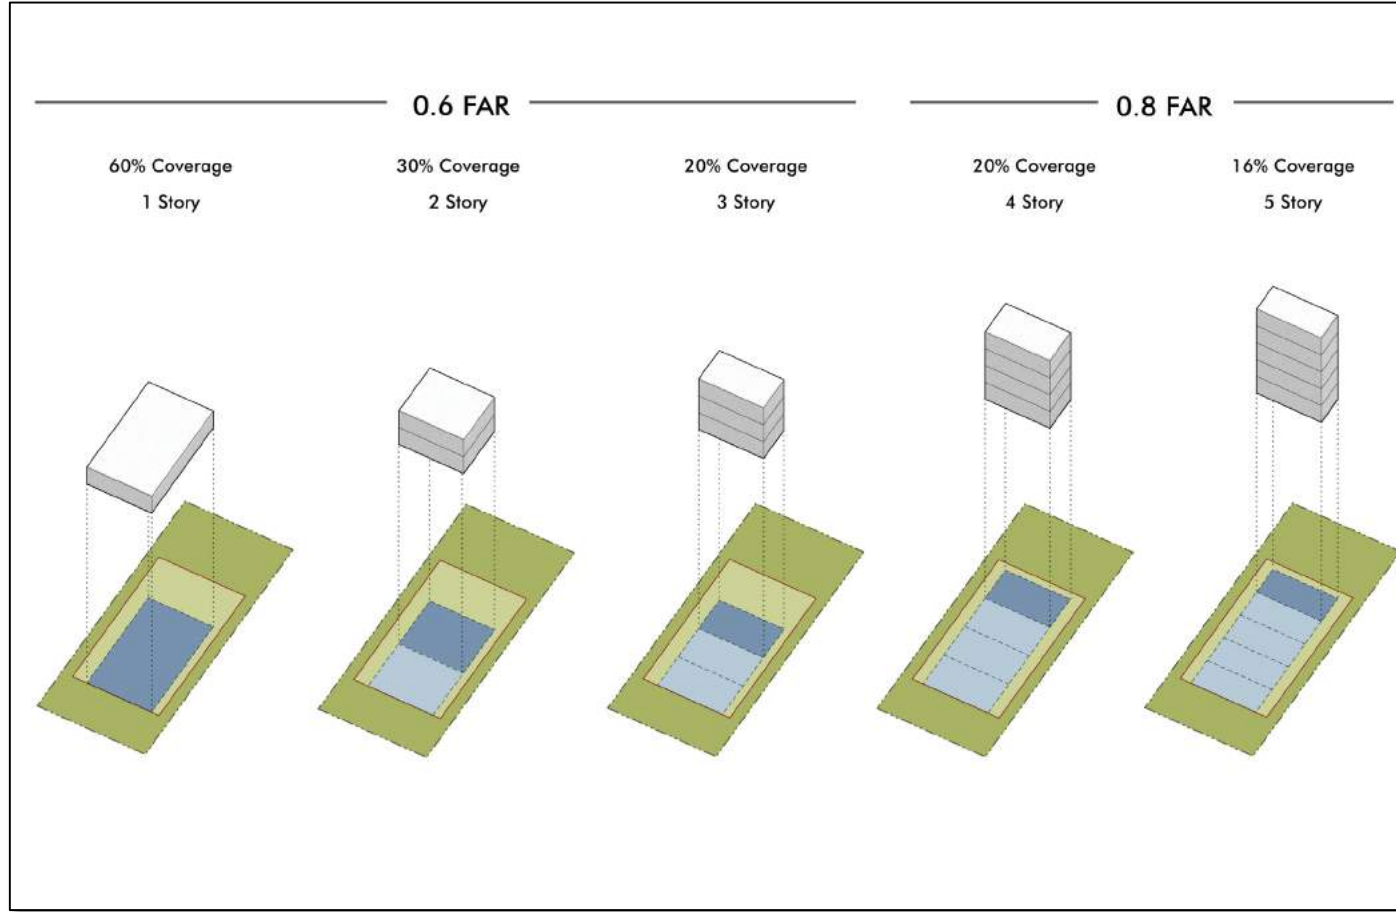 0.6 FAR
0.8 FAR
60% Coverage
1 Story
30% Coverage
2 Story
20% Coverage
3 Story
20% Coverage
4 Story
16% Coverage
5 Story